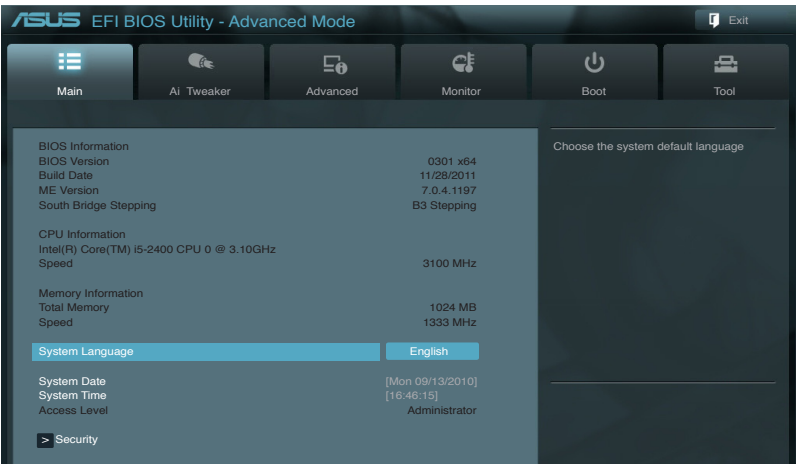 ASUS EFI BIOS Utility - Advanced Mode
Exit
Main
Ai Tweaker
Advanced
Monitor
Boot
Tool
BIOS Information
BIOS Version 0301 x64
Build Date 11/28/2011
ME Version 7.0.4.1197
South Bridge Stepping B3 Stepping
CPU Information
Intel(R) Core(TM) i5-2400 CPU 0 @ 3.10GHz
Speed 3100 MHz
Memory Information
Total Memory 1024 MB
Speed 1333 MHz
System Language English
System Date [Mon 09/13/2010]
System Time [16:46:15]
Access Level Administrator
> Security
Choose the system default language